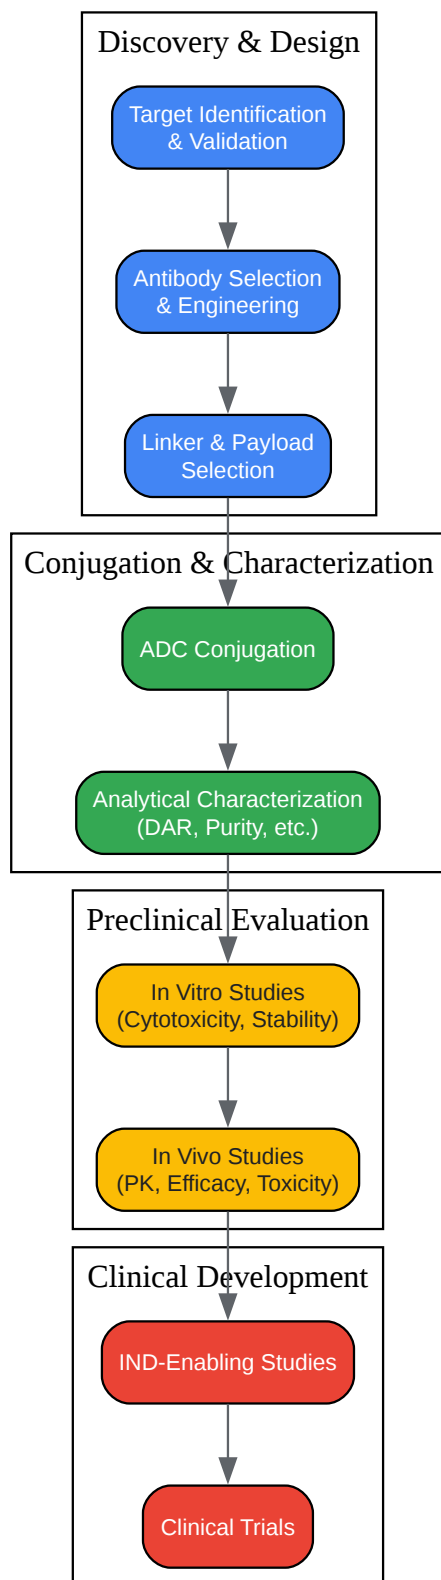 Discovery & Design
Target Identification
& Validation
Antibody Selection
& Engineering
Linker & Payload
Selection
Conjugation & Characterization
ADC Conjugation
Analytical Characterization
(DAR, Purity, etc.)
Preclinical Evaluation
In Vitro Studies
(Cytotoxicity, Stability)
In Vivo Studies
(PK, Efficacy, Toxicity)
Clinical Development
IND-Enabling Studies
Clinical Trials